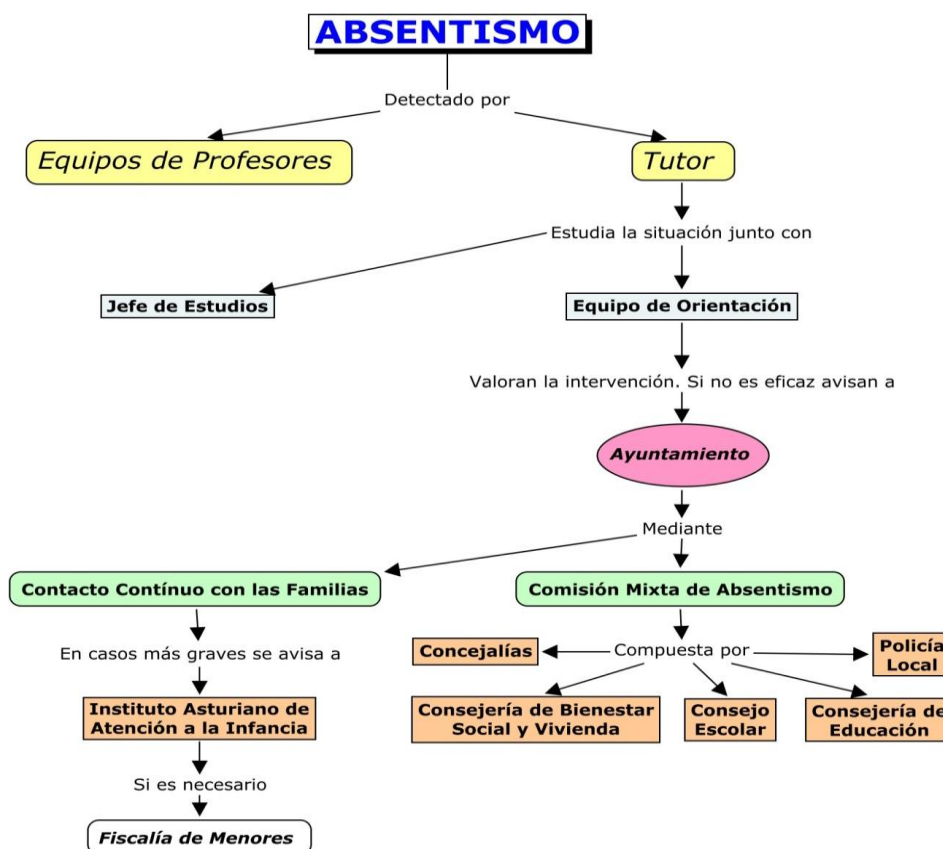 ABSENTISMO
Detectado por
Equipos de Profesores
Tutor
Estudia la situación junto con
Jefe de Estudios
Equipo de Orientación
Valoran la intervención. Si no es eficaz avisan a
Ayuntamiento
Mediante
Contacto Contínuo con las Familias
Comisión Mixta de Absentismo
En casos más graves se avisa a
Instituto Asturiano de
Atención a la Infancia
Si es necesario
Fiscalía de Menores
Compuesta por
Concejalías
Policía
Local
Consejería de Bienestar
Social y Vivienda
Consejo
Escolar
Consejería de
Educación